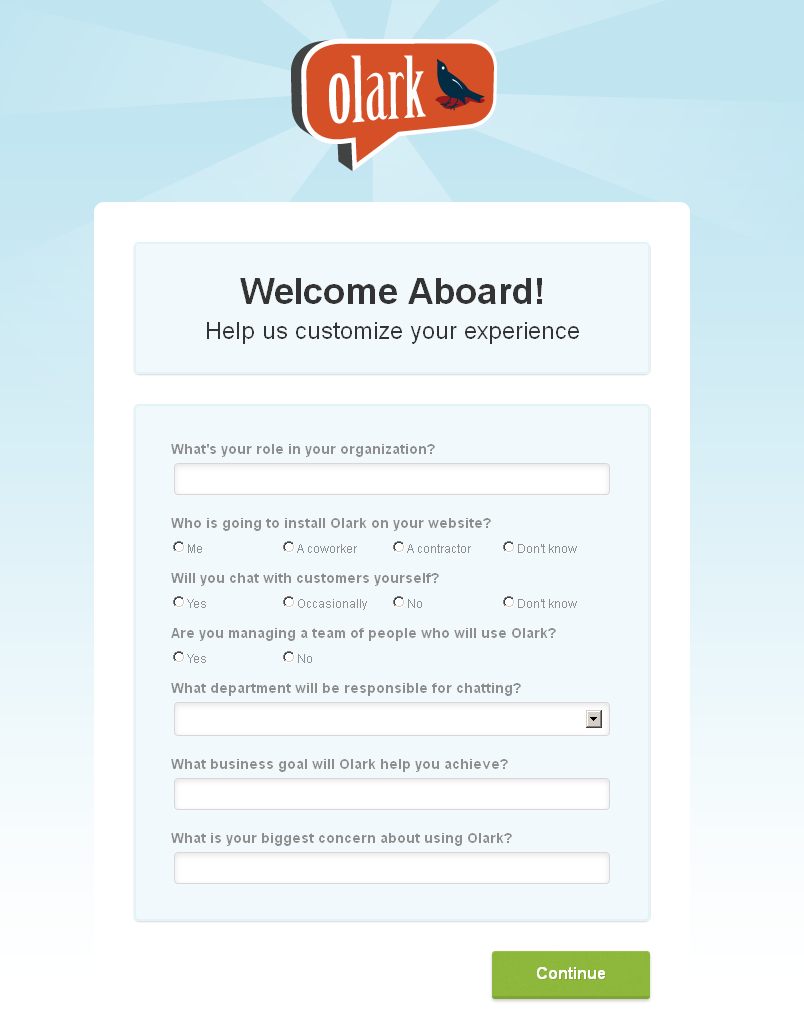 olark
Welcome Aboard!
Help us customize your experience
What's your role in your organization?
Who is going to install Olark on your website?
Me A coworker A contractor Don't know
Will you chat with customers yourself?
Yes Occasionally No Don't know
Are you managing a team of people who will use Olark?
Yes No
What department will be responsible for chatting?
What business goal will Olark help you achieve?
What is your biggest concern about using Olark?
Continue